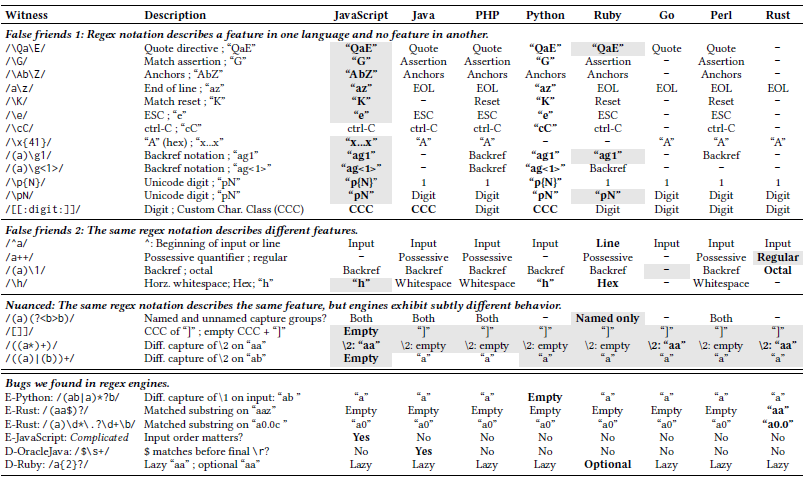 Witness Description JavaScript Java PHP Python Ruby Go Perl Rust
False friends 1: Regex notation describes a feature in one language and no feature in another.
/\Qa\E/ Quote directive ; “QaE” “QaE” Quote Quote “QaE” “QaE” Quote Quote –
/\G/ Match assertion ; “G” “G” Assertion Assertion “G” Assertion – Assertion –
/\Ab\Z/ Anchors ; “AbZ” “AbZ” Anchors Anchors Anchors Anchors – Anchors –
/a\z/ End of line ; “az” “az” EOL EOL “az” EOL EOL EOL EOL
/\K/ Match reset ; “K” “K” – Reset “K” Reset – Reset –
/\e/ ESC ; “e” “e” ESC ESC – ESC – ESC –
/\cC/ ctrl-C ; “cC” ctrl-C ctrl-C ctrl-C “cC” ctrl-C – ctrl-C –
/\x{41}/ “A” (hex) ; “x...x” “x...x” “A” “A” – – “A” “A” “A”
/(a)\g1/ Backref notation ; “ag1” “ag1” – Backref “ag1” “ag1” – Backref –
/(a)\g<1>/ Backref notation ; “ag<1>” “ag<1>” – Backref “ag<1>” Backref – – –
/\p{N}/ Unicode digit ; “pN” “p{N}” 1 1 “p{N}” 1 1 1 1
/\pN/ Unicode digit ; “pN” “pN” Digit Digit “pN” “pN” Digit Digit Digit
/[[:digit:]]/ Digit ; Custom Char. Class (CCC) CCC CCC Digit CCC Digit Digit Digit Digit
False friends 2: The same regex notation describes different features.
/^a/ ^: Beginning of input or line Input Input Input Input Line Input Input Input
/a++/ Possessive quantifier ; regular – Possessive Possessive – Possessive – Possessive Regular
/(a)\1/ Backref ; octal Backref Backref Backref Backref Backref – Backref Octal
/\h/ Horz. whitespace; Hex; “h” “h” Whitespace Whitespace “h” Hex – Whitespace –
Nuanced: The same regex notation describes the same feature, but engines exhibit subtly different behavior.
/(a)(?<b>b)/ Named and unnamed capture groups? Both Both Both – Named only – Both –
/[]]/ CCC of “]” ; empty CCC + “]” Empty “]” “]” “]” “]” “]” “]” “]”
/((a*)+)/ Diff. capture of \2 on “aa” \2: “aa” \2: empty \2: empty \2: empty \2: empty \2: “aa” \2: empty \2: “aa”
/((a)|(b))+/ Diff. capture of \2 on “ab” Empty “a” “a” “a” “a” “a” “a” “a”
Bugs we found in regex engines.
E-Python: /(ab|a)*?b/ Diff. capture of \1 on input: “ab ” “a” “a” “a” Empty “a” “a” “a” “a”
E-Rust: /(aa$)?/ Matched substring on “aaz” Empty Empty Empty Empty Empty Empty Empty “aa”
E-Rust: /(a)\d*\.?\d+\b/ Matched substring on “a0.0c ” “a0” “a0” “a0” “a0” “a0” “a0” “a0” “a0.0”
E-JavaScript: Complicated Input order matters? Yes No No No No No No No
D-OracleJava: /$\s+/ $ matches before final \r? No Yes No No No No No No
D-Ruby: /a{2}?/ Lazy “aa” ; optional “aa” Lazy Lazy Lazy Lazy Optional Lazy Lazy Lazy